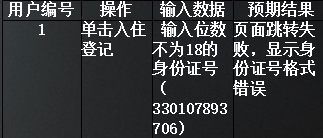 用户编号 操作 输入数据 预期结果
1 单击入住 输入位数 页面跳转失
登记 不为18的 败，显示身
身份证号 份证号格式
（ 错误
330107893
706）